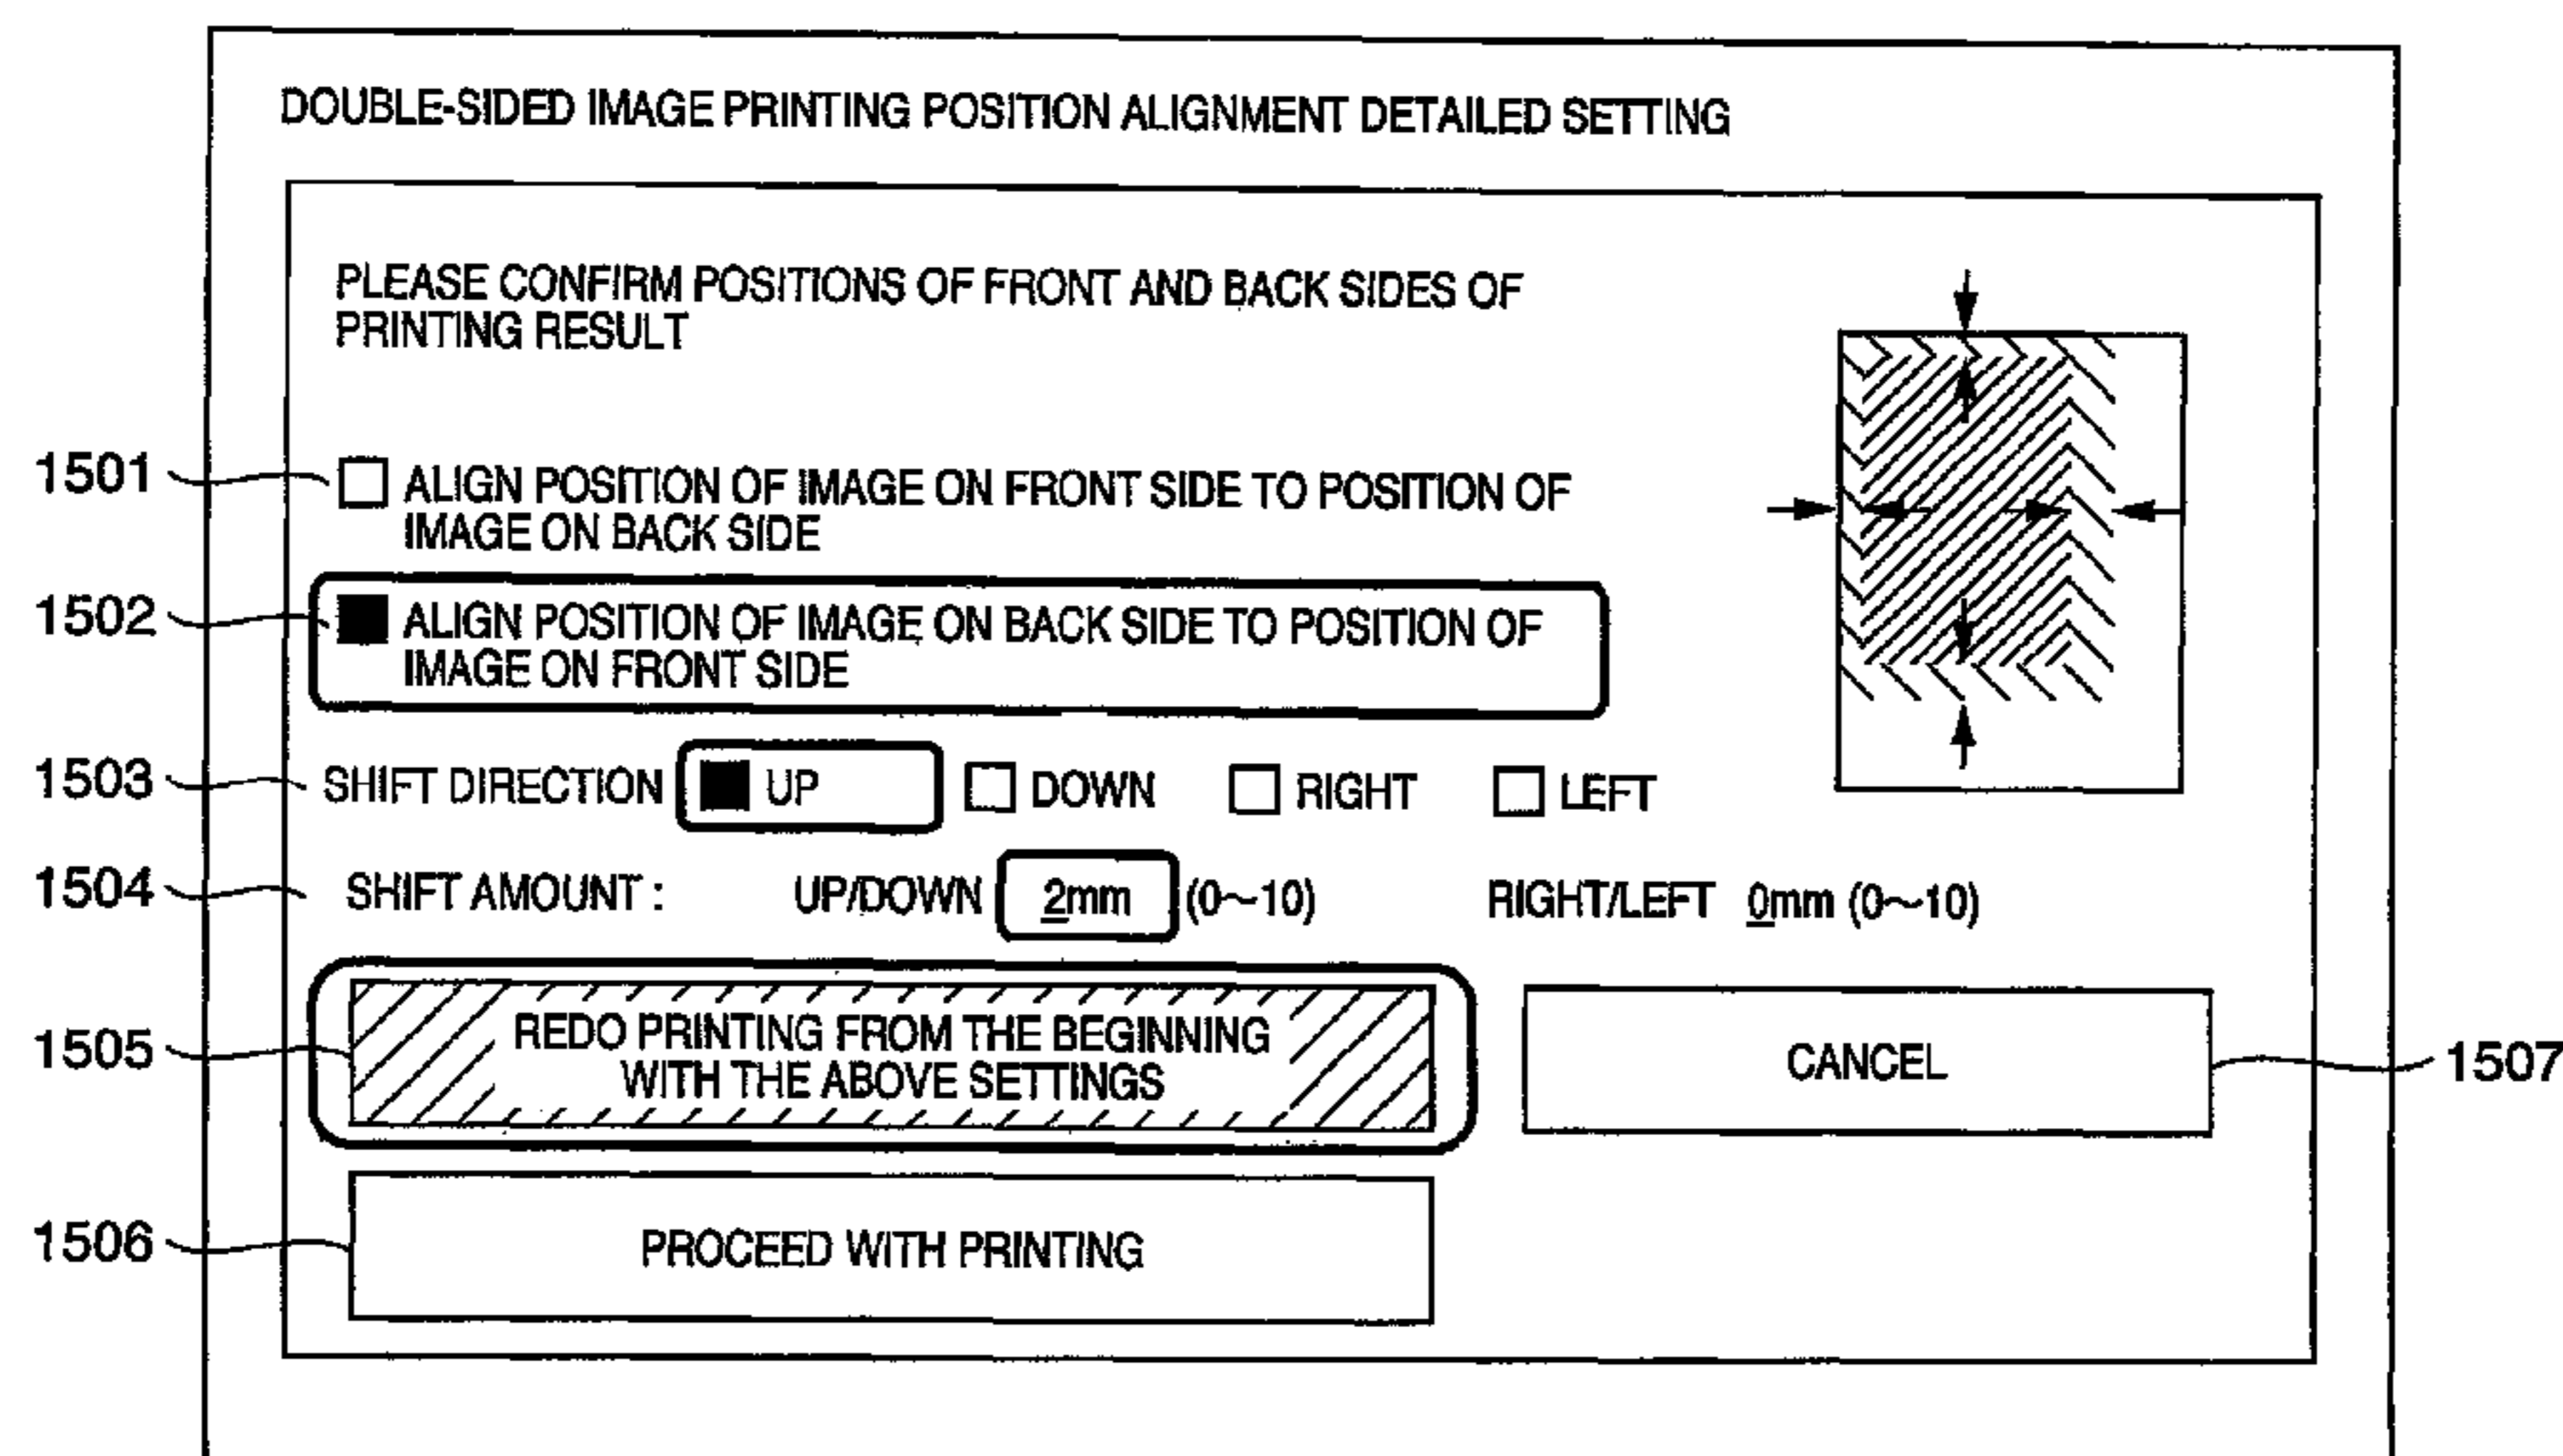 DOUBLE-SIDED IMAGE PRINTING POSITION ALIGNMENT DETAILED SETTING
PLEASE CONFIRM POSITIONS OF FRONT AND BACK SIDES OF
PRINTING RESULT
1501
ALIGN POSITION OF IMAGE ON FRONT SIDE TO POSITION OF
IMAGE ON BACK SIDE
1502
ALIGN POSITION OF IMAGE ON BACK SIDE TO POSITION OF
IMAGE ON FRONT SIDE
1503 SHIFT DIRECTION UP DOWN RIGHT LEFT
1504 SHIFT AMOUNT : UP/DOWN 2mm (0～10) RIGHT/LEFT 0mm (0～10)
1505
REDO PRINTING FROM THE BEGINNING
WITH THE ABOVE SETTINGS
CANCEL 1507
1506 PROCEED WITH PRINTING